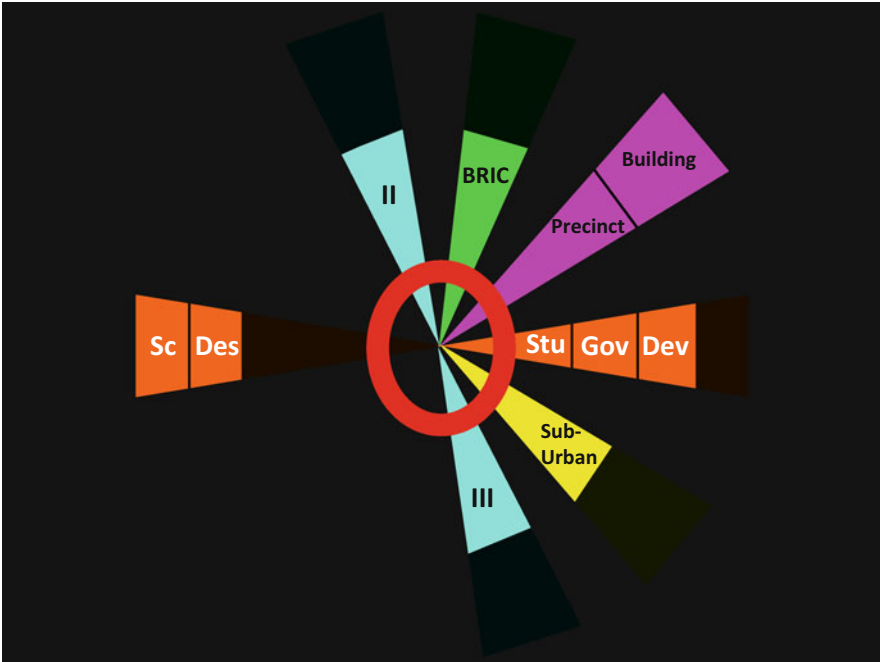 Building
BRIC
II
Precinct
Sc
Des
Stu
Gov
Dev
Sub-
Urban
III